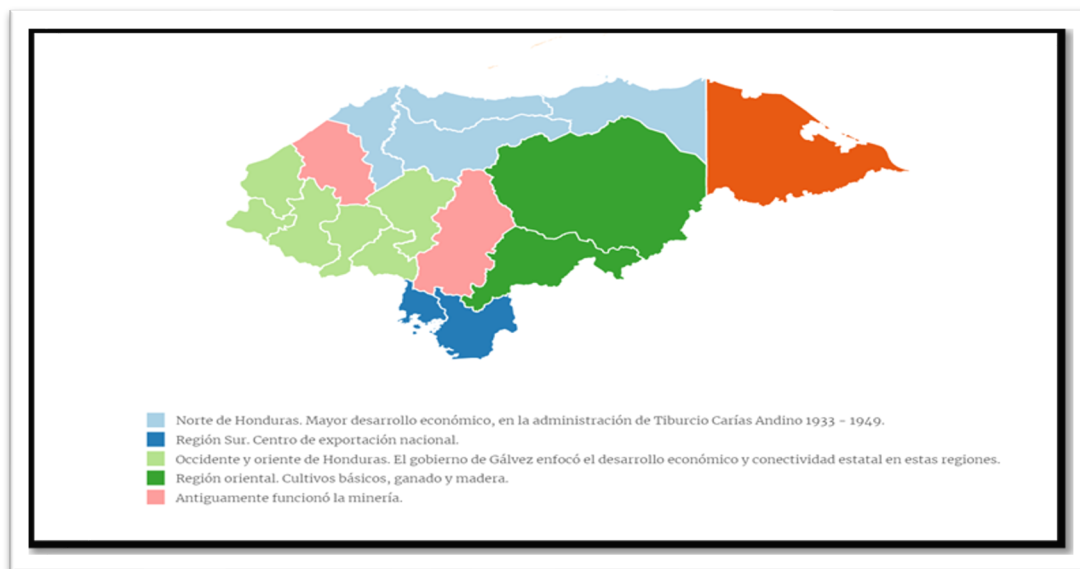 Norte de Honduras. Mayor desarrollo económico, en la administración de Tiburcio Carías Andino 1933 - 1949.
Región Sur. Centro de exportación nacional.
Occidente y oriente de Honduras. El gobierno de Gálvez enfocó el desarrollo económico y conectividad estatal en estas regiones.
Región oriental. Cultivos básicos, ganado y madera.
Antiguamente funcionó la minería.